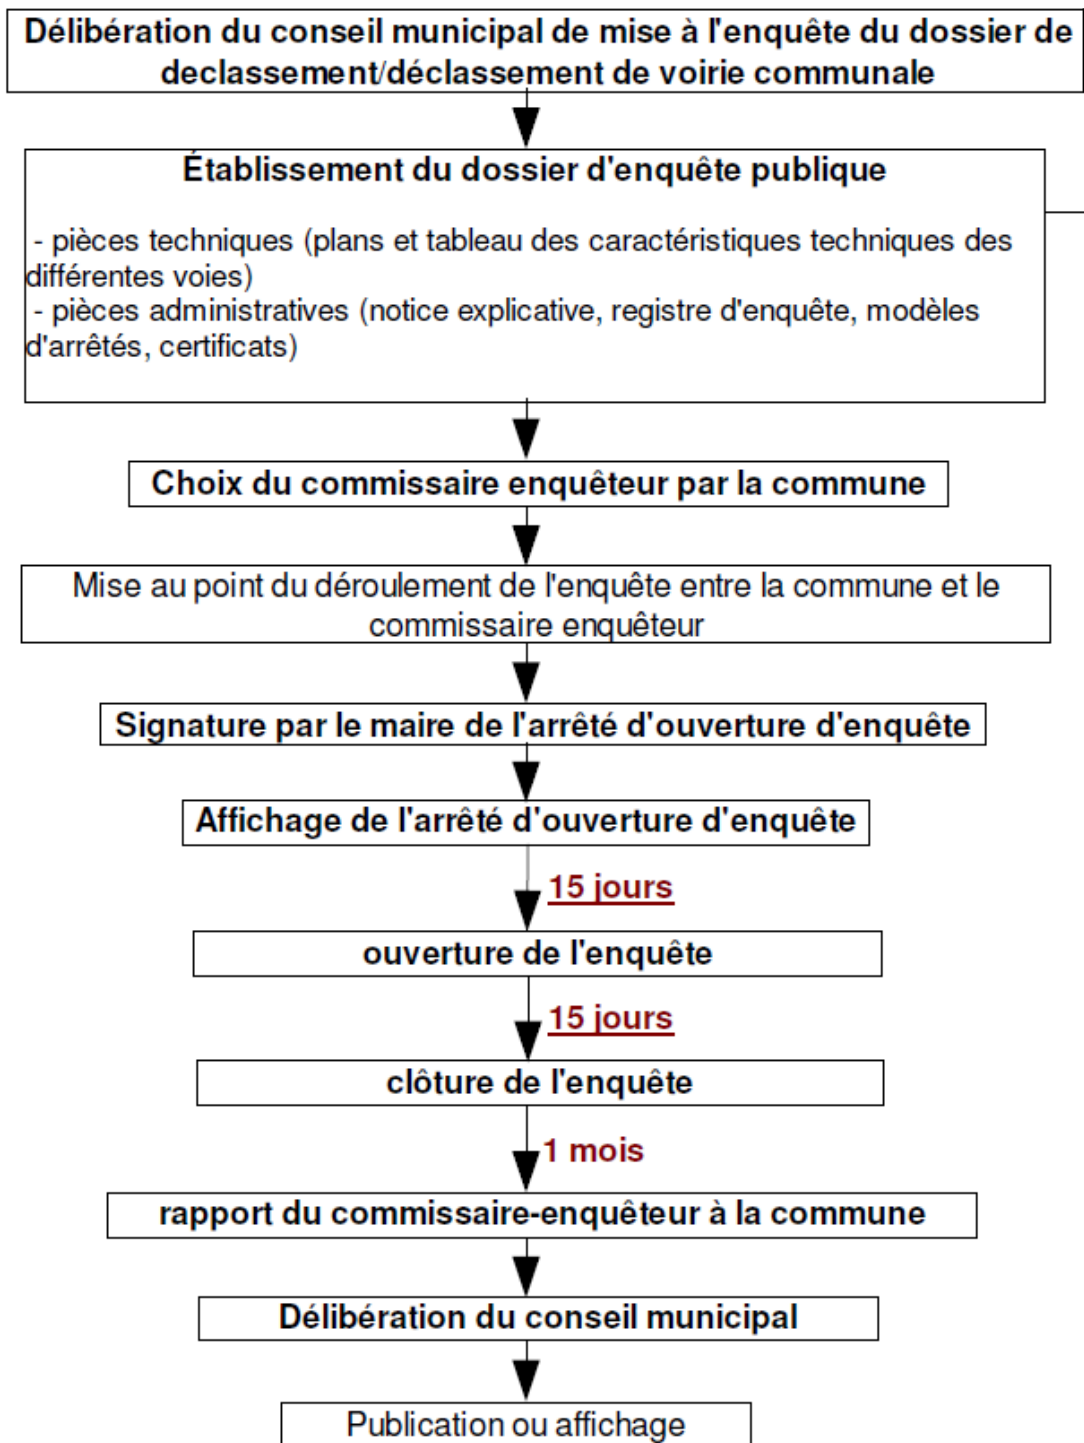 Délibération du conseil municipal de mise à l'enquête du dossier de
declassement/déclassement de voirie communale
Établissement du dossier d'enquête publique
- pièces techniques (plans et tableau des caractéristiques techniques des
différentes voies)
- pièces administratives (notice explicative, registre d'enquête, modèles
d'arrêtés, certificats)
Choix du commissaire enquêteur par la commune
Mise au point du déroulement de l'enquête entre la commune et le
commissaire enquêteur
Signature par le maire de l'arrêté d'ouverture d'enquête
Affichage de l'arrêté d'ouverture d'enquête
15 jours
ouverture de l'enquête
15 jours
clôture de l'enquête
1 mois
rapport du commissaire-enquêteur à la commune
Délibération du conseil municipal
Publication ou affichage